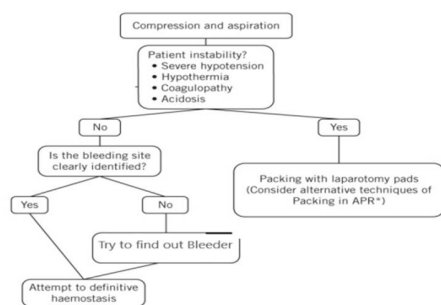 Compression and aspiration
Patient instability?
• Severe hypotension
• Hypothermia
• Coagulopathy
• Acidosis
No
Yes
Is the bleeding site
clearly identified?
Packing with laparotomy pads
(Consider alternative techniques of
Packing in APR*)
Yes
No
Try to find out Bleeder
Attempt to definitive
haemostasis